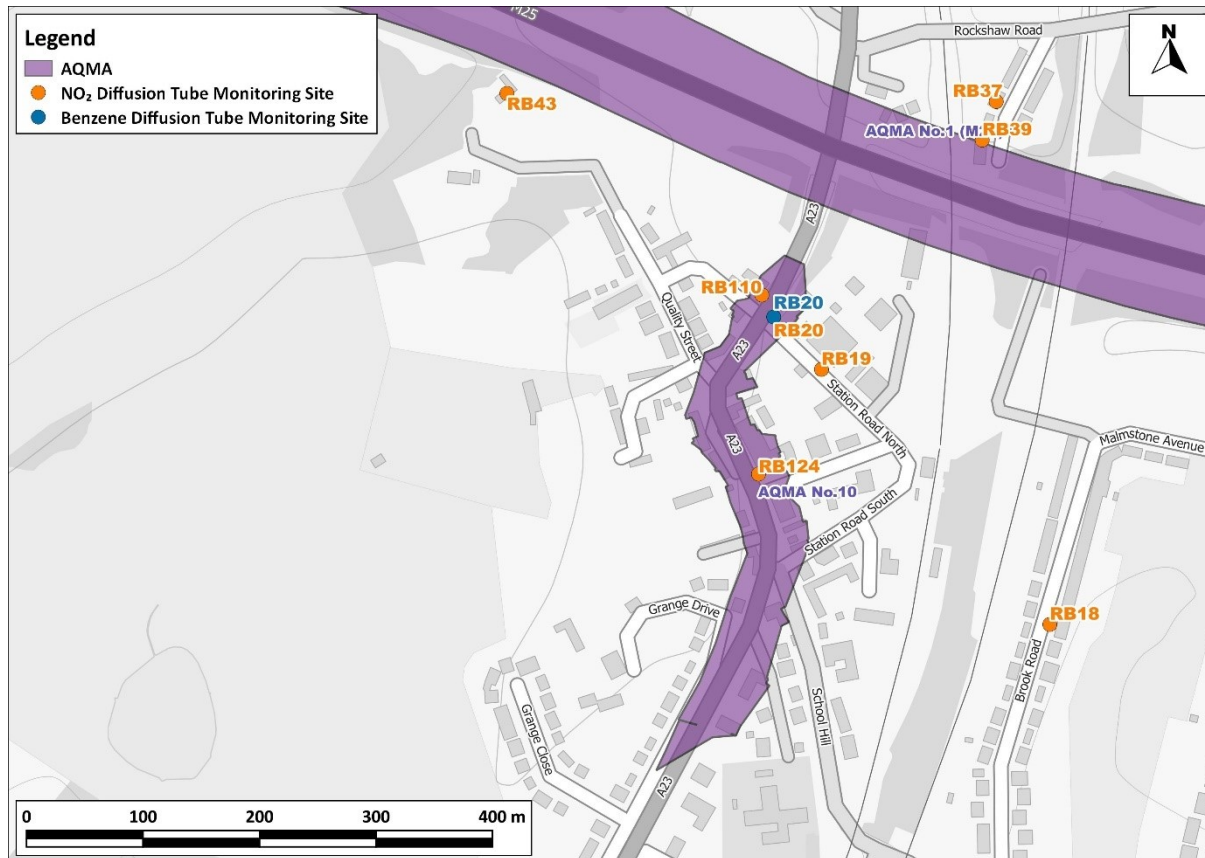 Legend
AQMA
NO₂ Diffusion Tube Monitoring Site
Benzene Diffusion Tube Monitoring Site
M25
Rockshaw Road
N
RB43
RB37
AQMA No.1 (M
RB39
A23
RB110
RB20
RB20
Quality Street
A23
RB19
Station Road North
Malmstone Avenue
A23
RB124
AQMA No.10
Station Road South
Grange Drive
RB18
Brook Road
School Hill
Grange Close
A23
0 100 200 300 400 m